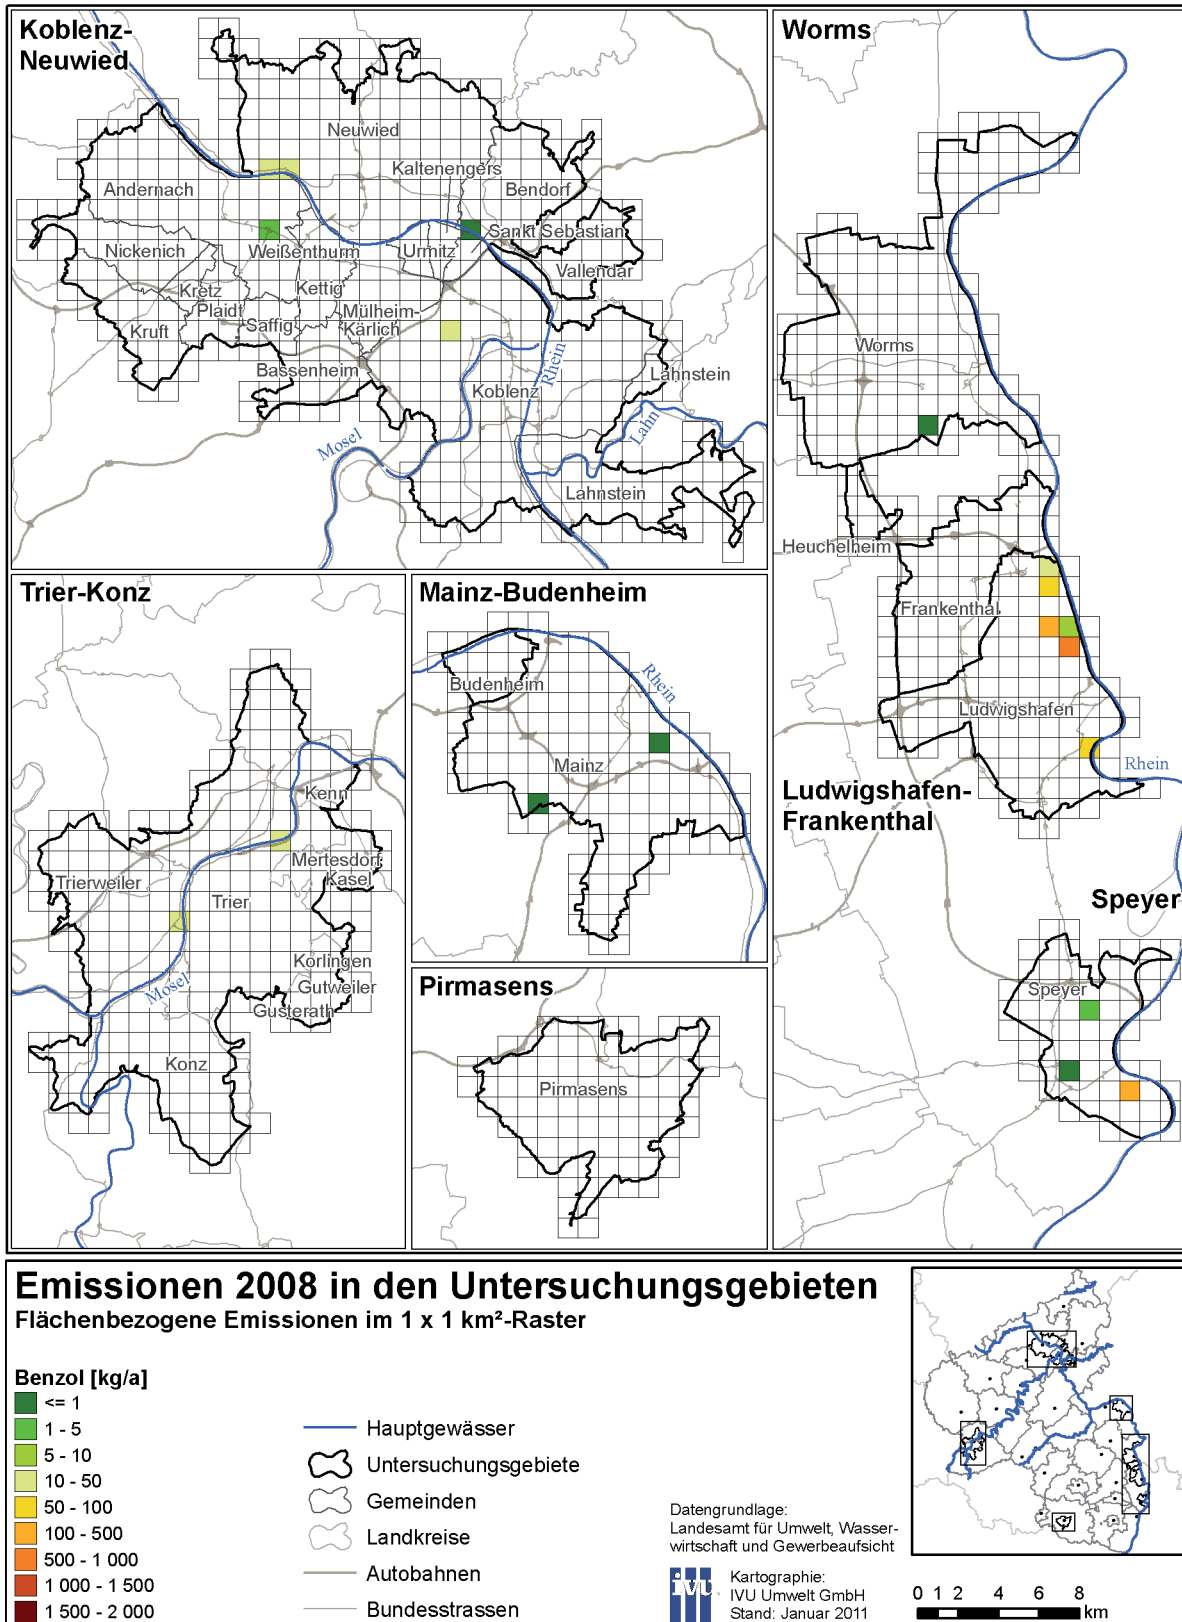 Koblenz-
Neuwied
Neuwied
Kaltenengers
Andernach
Bendorf
Sankt Sebastian
Nickenich
Weißenthurm
Urmitz
Vallendar
Kretz
Kettig
Plaidt
Mülheim-
Kärlich
Kruft
Saffig
Bassenheim
Rhein
Lahnstein
Koblenz
Mosel
Lahn
Lahnstein
Worms
Worms
Heuchelheim
Frankenthal
Ludwigshafen
Rhein
Ludwigshafen-
Frankenthal
Speyer
Speyer
Trier-Konz
Kenn
Mertesdorf
Kasel
Trierweiler
Trier
Korlingen
Mosel
Gutweiler
Gusterath
Konz
Mainz-Budenheim
Rhein
Budenheim
Mainz
Pirmasens
Pirmasens
Emissionen 2008 in den Untersuchungsgebieten
Flächenbezogene Emissionen im 1 x 1 km²-Raster
Benzol [kg/a]
<= 1
1 - 5
5 - 10
10 - 50
50 - 100
100 - 500
500 - 1 000
1 000 - 1 500
1 500 - 2 000
Hauptgewässer
Untersuchungsgebiete
Gemeinden
Landkreise
Autobahnen
Bundesstrassen
Datengrundlage:
Landesamt für Umwelt, Wasser-
wirtschaft und Gewerbeaufsicht
ivu
Kartographie:
IVU Umwelt GmbH
Stand: Januar 2011
0 1 2 4 6 8
km